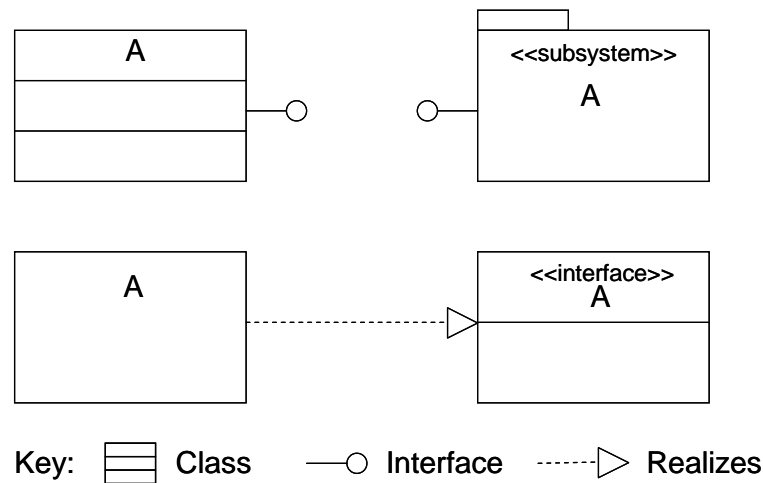 A
<<subsystem>>
A
A
<<interface>>
A
Key: Class Interface Realizes